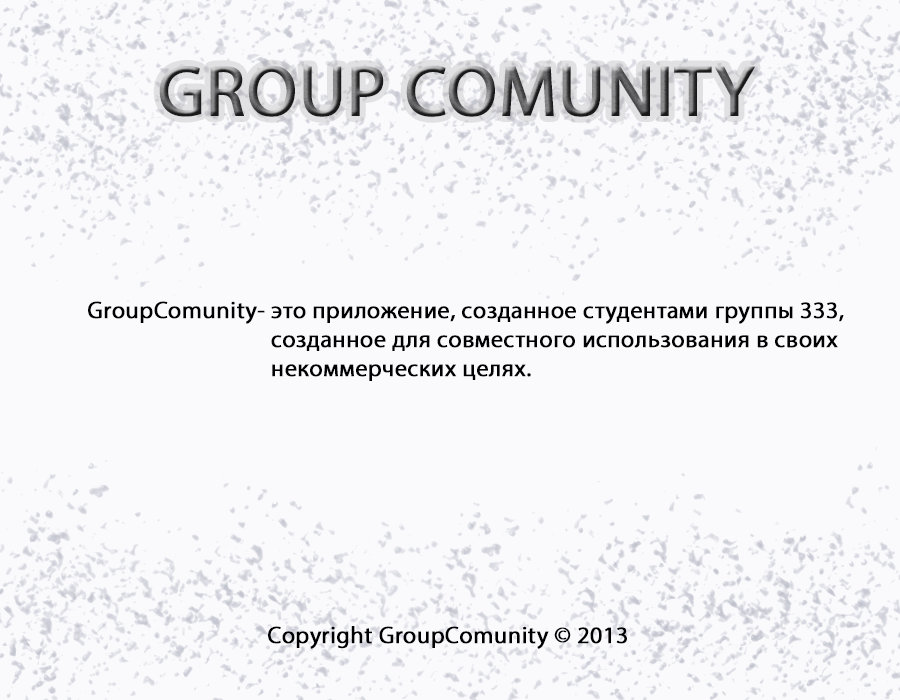 GROUP COMUNITY
GroupComunity- это приложение, созданное студентами группы 333,
созданное для совместного использования в своих
некоммерческих целях.
Copyright GroupComunity © 2013